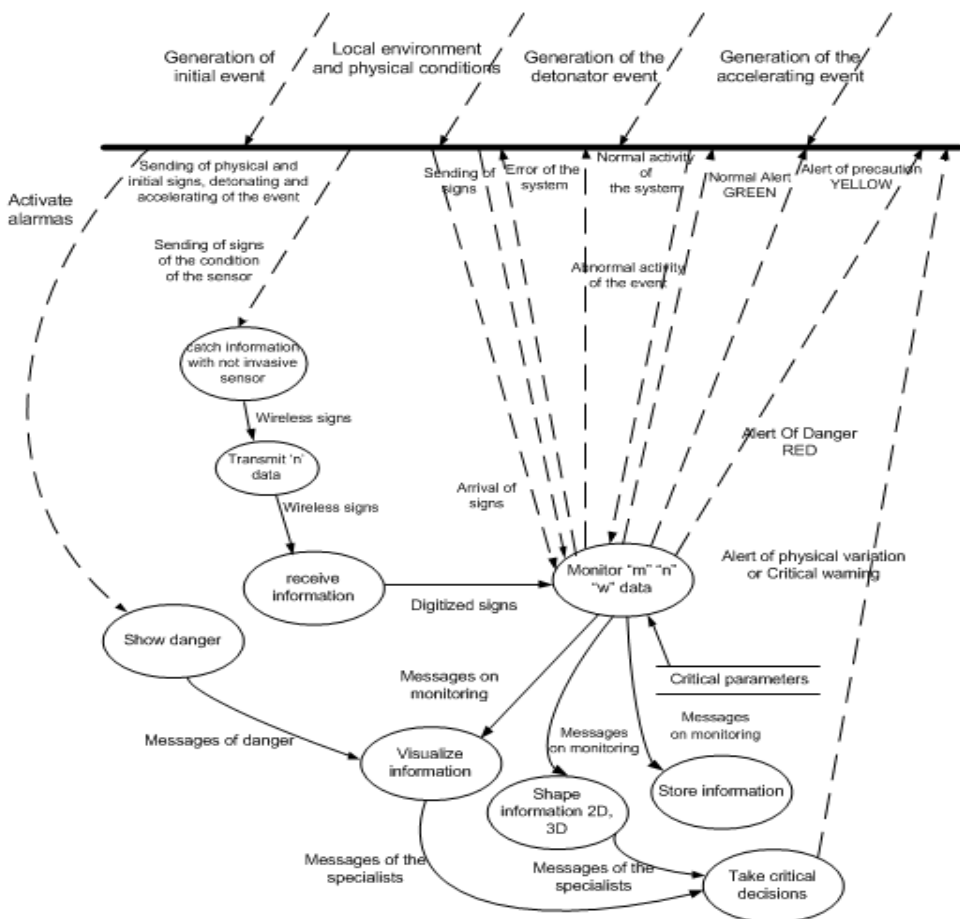 Generation of
initial event
Local environment
and physical conditions
Generation of the
detonator event
Generation of the
accelerating event
Activate
alarmas
Sending of physical and
initial signs, detonating and
accelerating of the event
Sending of
signs
Error of the
system
Normal activity
of
the system
Normal Alert
GREEN
Alert of precaution
YELLOW
Sending of signs
of the condition
of the sensor
Abnormal activity
of the event
catch information
with not invasive
sensor
Wireless signs
Transmit 'n'
data
Wireless signs
Arrival of
signs
Alert Of Danger
RED
Alert of physical variation
or Critical warning
receive
information
Digitized signs
Monitor "m" "n"
"w" data
Show danger
Critical parameters
Messages on
monitoring
Messages of danger
Visualize
information
Messages
on monitoring
Messages
on monitoring
Shape
information 2D,
3D
Store information
Messages of the
specialists
Messages of the
specialists
Take critical
decisions